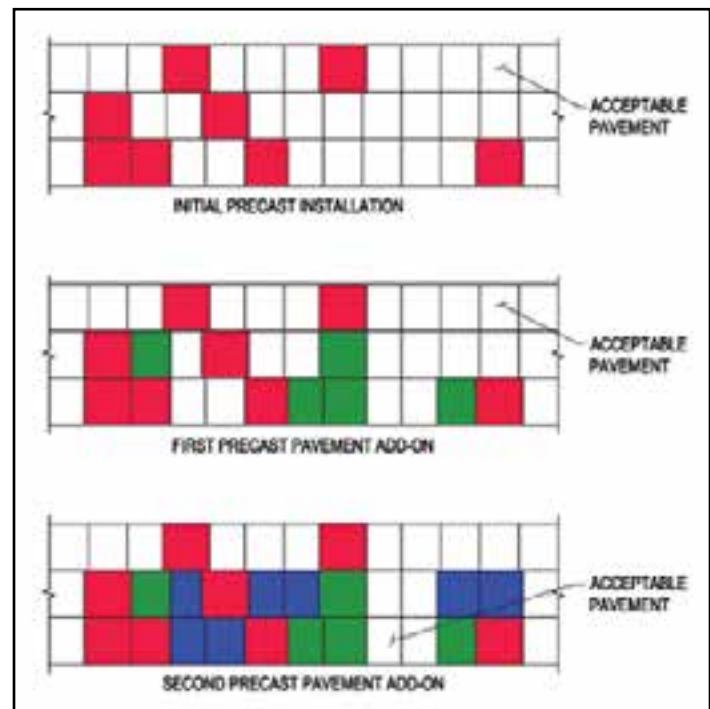 ACCEPTABLE
PAVEMENT
INITIAL PRECAST INSTALLATION
ACCEPTABLE
PAVEMENT
FIRST PRECAST PAVEMENT ADD-ON
ACCEPTABLE
PAVEMENT
SECOND PRECAST PAVEMENT ADD-ON